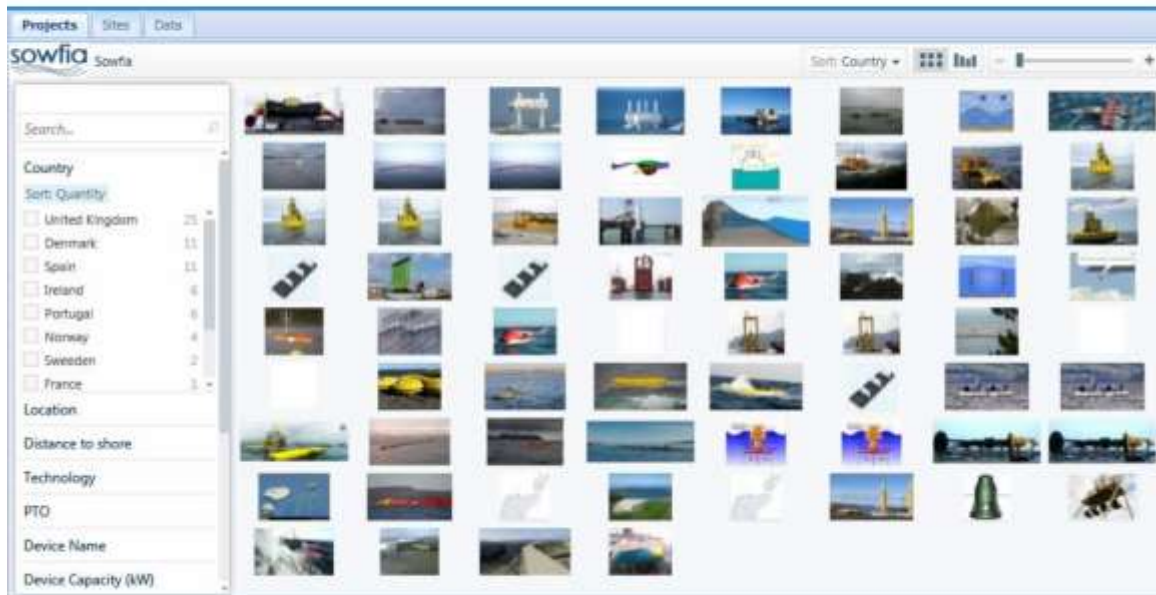 Projects Sites Data
sowfia Sowfia
Sort: Country
Search...
Country
Sort: Quantity
United Kingdom 25
Denmark 11
Spain 11
Ireland 6
Portugal 6
Norway 4
Sweeden 2
France 1
Location
Distance to shore
Technology
PTO
Device Name
Device Capacity (kW)